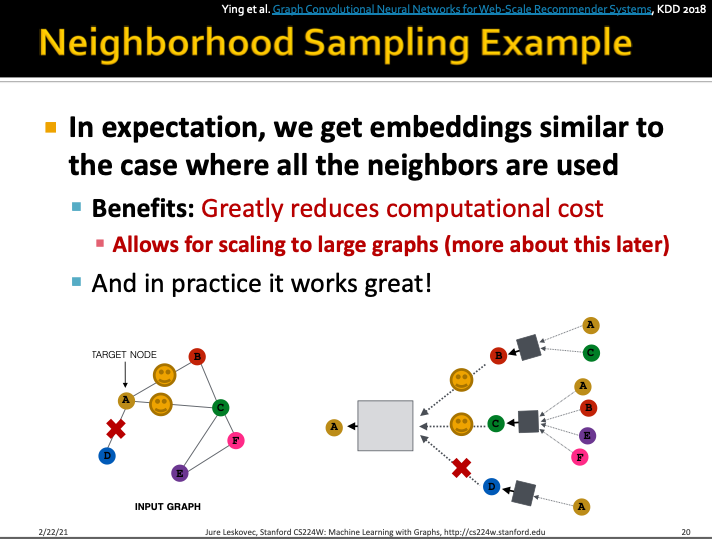 Ying et al. Graph Convolutional Neural Networks for Web-Scale Recommender Systems, KDD 2018
Neighborhood Sampling Example
In expectation, we get embeddings similar to
the case where all the neighbors are used
Benefits: Greatly reduces computational cost
Allows for scaling to large graphs (more about this later)
And in practice it works great!
TARGET NODE
A
B
C
D
E
F
INPUT GRAPH
A
B
C
D
A
C
A
B
E
F
A
2/22/21
Jure Leskovec, Stanford CS224W: Machine Learning with Graphs, http://cs224w.stanford.edu
20